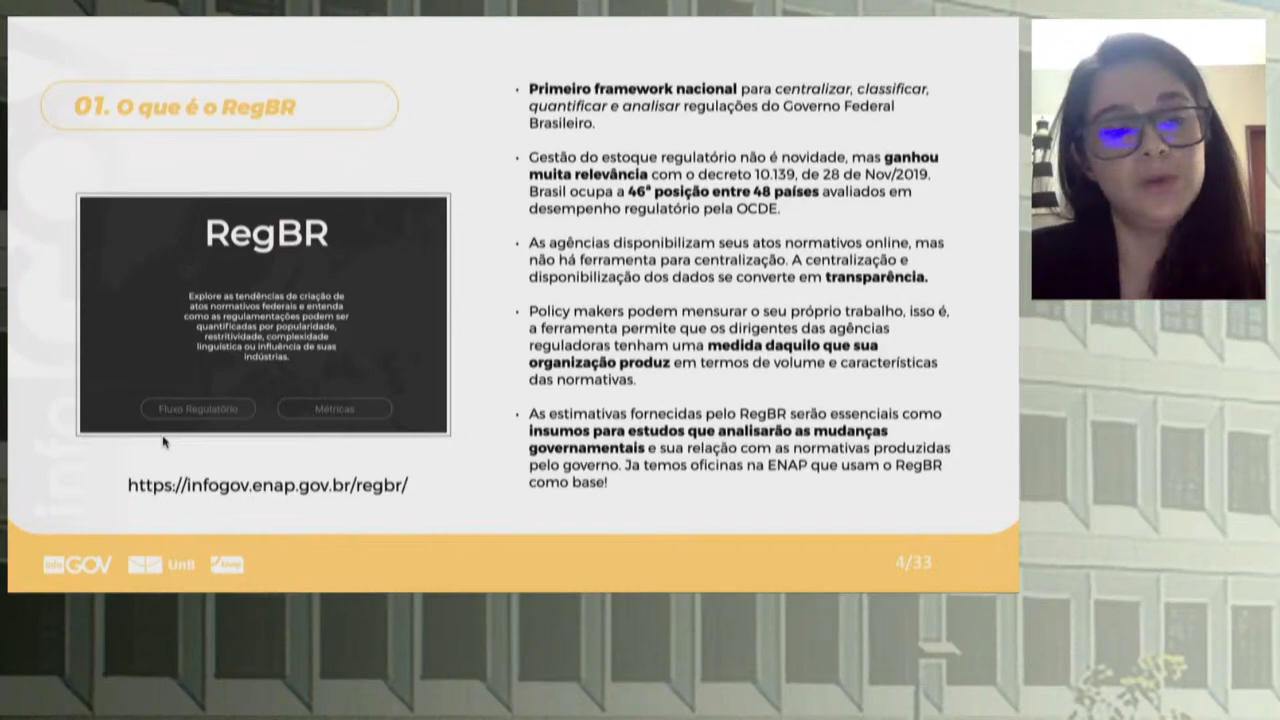 01. O que é o RegBR
RegBR
Explore as tendências de criação de
atos normativos federais e entenda
como as regulamentações podem ser
quantificadas por popularidade,
restritividade, complexidade
linguística ou influência de suas
indústrias.
Fluxo Regulatório
Métricas
https://infogov.enap.gov.br/regbr/
• Primeiro framework nacional para centralizar, classificar,
quantificar e analisar regulações do Governo Federal
Brasileiro.
• Gestão do estoque regulatório não é novidade, mas ganhou
muita relevância com o decreto 10.139, de 28 de Nov/2019.
Brasil ocupa a 46ª posição entre 48 países avaliados em
desempenho regulatório pela OCDE.
• As agências disponibilizam seus atos normativos online, mas
não há ferramenta para centralização. A centralização e
disponibilização dos dados se converte em transparência.
• Policy makers podem mensurar o seu próprio trabalho, isso é,
a ferramenta permite que os dirigentes das agências
reguladoras tenham uma medida daquilo que sua
organização produz em termos de volume e características
das normativas.
• As estimativas fornecidas pelo RegBR serão essenciais como
insumos para estudos que analisarão as mudanças
governamentais e sua relação com as normativas produzidas
pelo governo. Ja temos oficinas na ENAP que usam o RegBR
como base!
info GOV
UnB
4/33